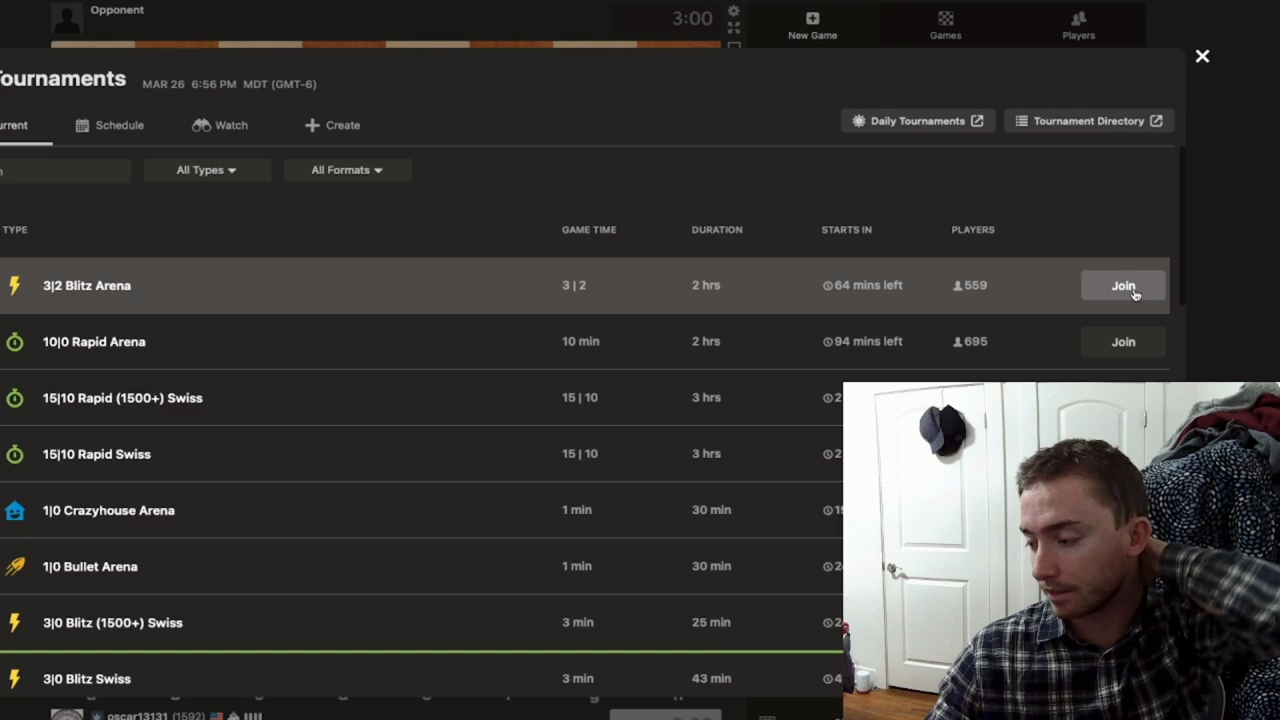 Opponent
3:00
New Game
Games
Players
Tournaments MAR 26 6:56 PM MDT (GMT-6)
Schedule Watch Create
Daily Tournaments Tournament Directory
All Types All Formats
TYPE GAME TIME DURATION STARTS IN PLAYERS
3|2 Blitz Arena 3 | 2 2 hrs 64 mins left 559 Join
10|0 Rapid Arena 10 min 2 hrs 94 mins left 695 Join
15|10 Rapid (1500+) Swiss 15 | 10 3 hrs
15|10 Rapid Swiss 15 | 10 3 hrs
1|0 Crazyhouse Arena 1 min 30 min
1|0 Bullet Arena 1 min 30 min
3|0 Blitz (1500+) Swiss 3 min 25 min
3|0 Blitz Swiss 3 min 43 min
oscar13131 (1592)